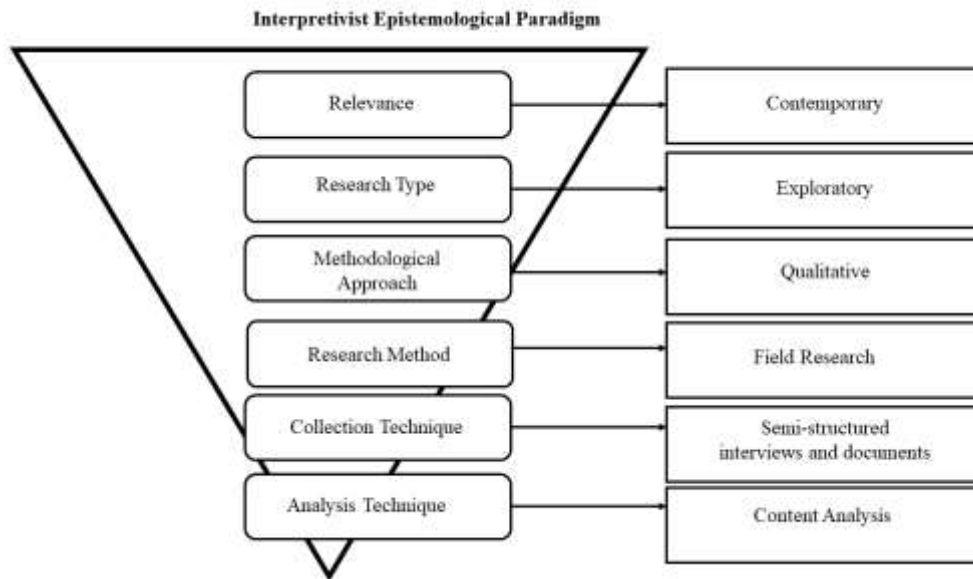 Interpretivist Epistemological Paradigm
Relevance
Contemporary
Research Type
Exploratory
Methodological
Approach
Qualitative
Research Method
Field Research
Collection Technique
Semi-structured
interviews and documents
Analysis Technique
Content Analysis